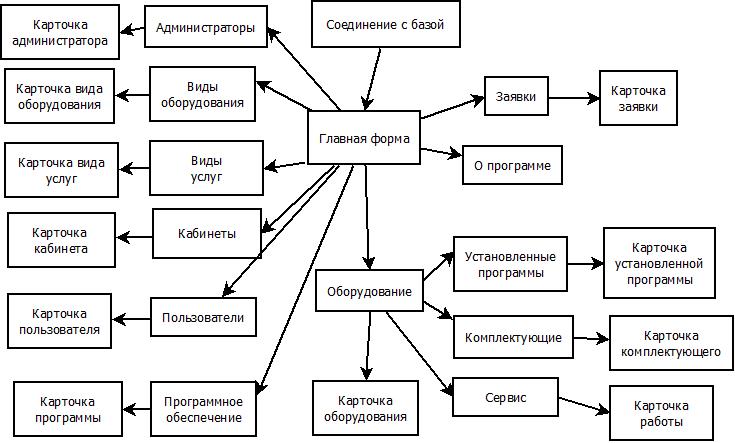 Карточка
администратора
Администраторы
Соединение с базой
Карточка вида
оборудования
Виды
оборудования
Заявки
Карточка
заявки
Главная форма
Карточка вида
услуг
Виды
услуг
О программе
Карточка
кабинета
Кабинеты
Установленные
программы
Карточка
установленной
программы
Оборудование
Карточка
пользователя
Пользователи
Комплектующие
Карточка
комплектующего
Карточка
программы
Программное
обеспечение
Карточка
оборудования
Сервис
Карточка
работы